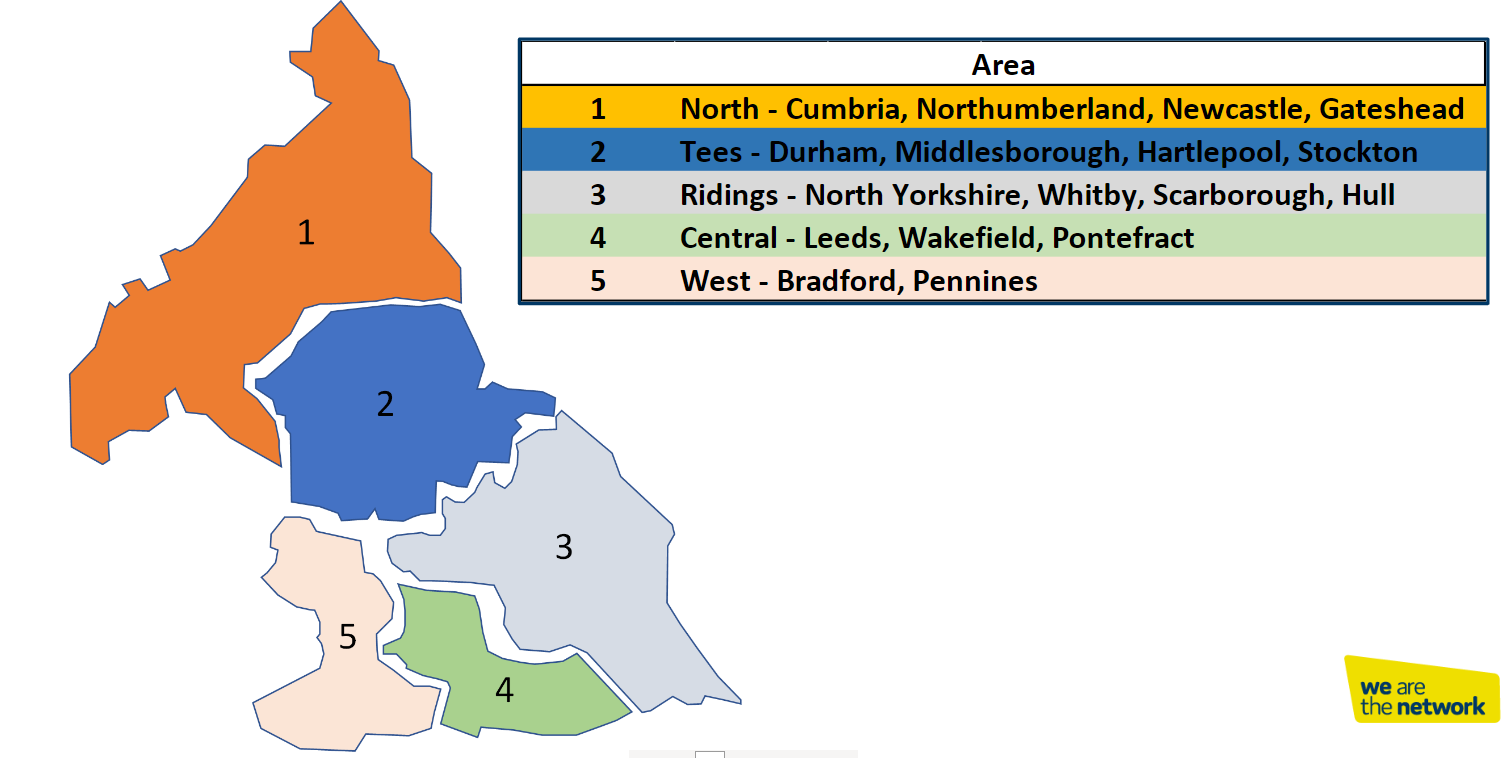 Area
1 North - Cumbria, Northumberland, Newcastle, Gateshead
2 Tees - Durham, Middlesborough, Hartlepool, Stockton
3 Ridings - North Yorkshire, Whitby, Scarborough, Hull
4 Central - Leeds, Wakefield, Pontefract
5 West - Bradford, Pennines
1
2
3
5
4
we are
the network